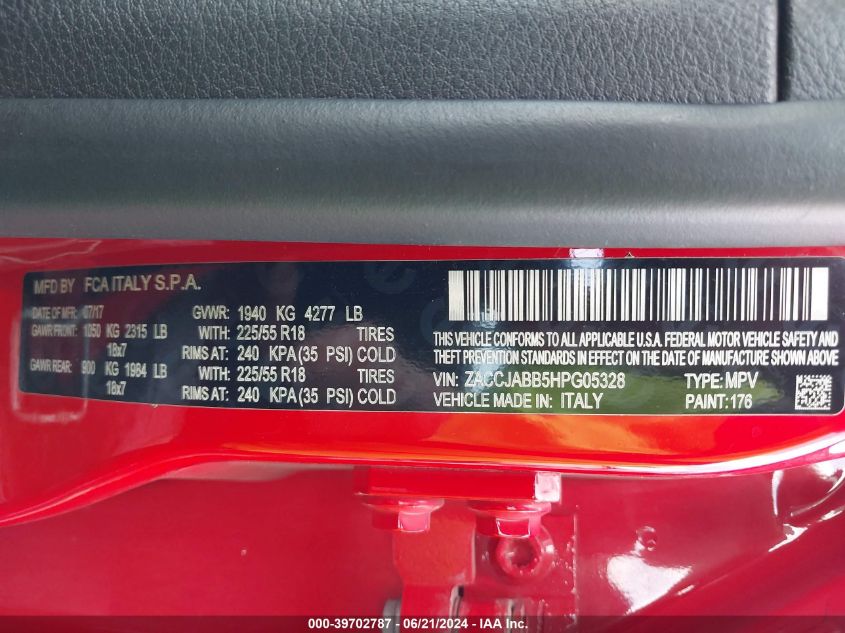 MFD BY FCA ITALY S.P.A.
DATE OF MFR: 07/17 GVWR: 1940 KG 4277 LB
GAWR FRONT: 1050 KG 2315 LB WITH: 225/55 R18 TIRES
18x7 RIMS AT: 240 KPA (35 PSI) COLD
GAWR REAR: 900 KG 1984 LB WITH: 225/55 R18 TIRES
18x7 RIMS AT: 240 KPA (35 PSI) COLD
THIS VEHICLE CONFORMS TO ALL APPLICABLE U.S.A. FEDERAL MOTOR VEHICLE SAFETY AND
THEFT PREVENTION STANDARDS IN EFFECT ON THE DATE OF MANUFACTURE SHOWN ABOVE.
VIN: ZACCJABB5HPG05328 TYPE: MPV
VEHICLE MADE IN: ITALY PAINT: 176
000-39702787 - 06/21/2024 - IAA Inc.